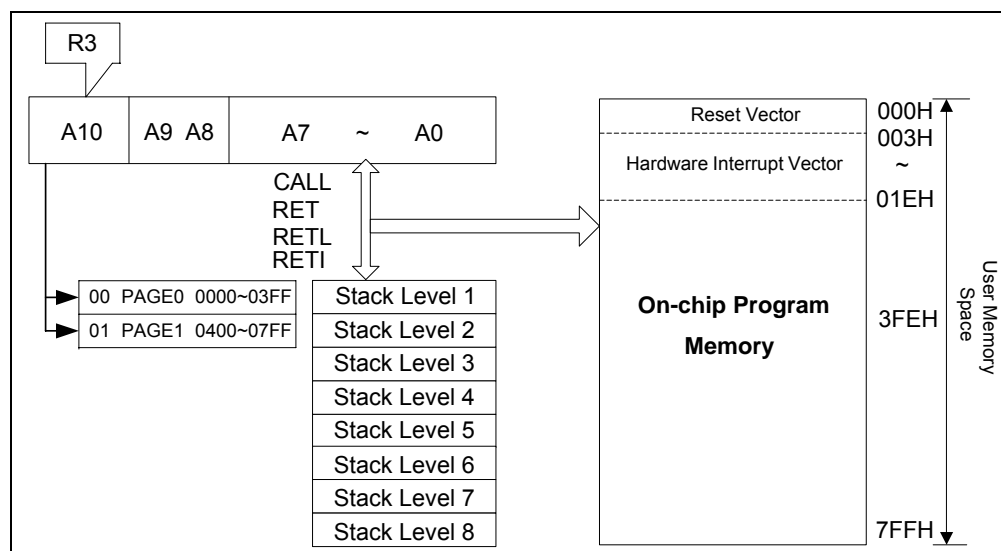 R3
A10 A9 A8 A7 ~ A0
CALL
RET
RETL
RETI
00 PAGE0 0000~03FF
01 PAGE1 0400~07FF
Stack Level 1
Stack Level 2
Stack Level 3
Stack Level 4
Stack Level 5
Stack Level 6
Stack Level 7
Stack Level 8
Reset Vector
Hardware Interrupt Vector
On-chip Program
Memory
000H
003H
~
01EH
3FEH
7FFH
User Memory
Space